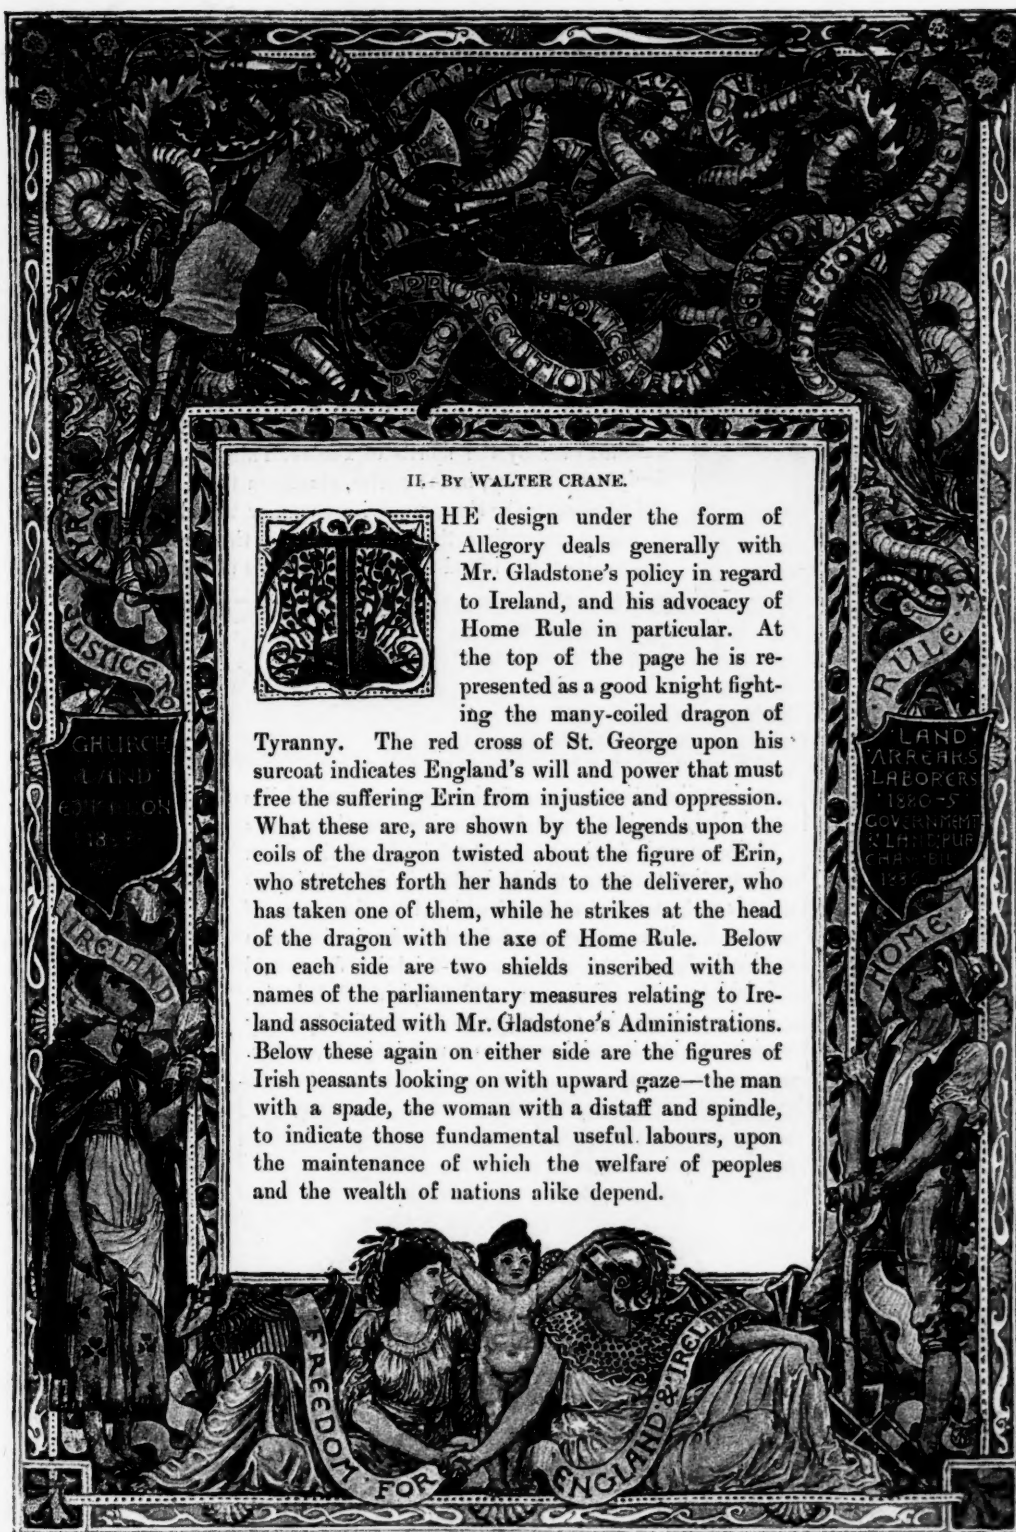 EVICTION
PROSECUTION
POLICE
PRISO
COERCION
CASTLE GOVERNMENT
TYRAN
JUSTICE
RULE
CHURCH
LAND
LAND
ARREARS
LABORERS
1880-5
GOVERNMENT
& LAND PUR
IRELAND
HOME
II.-BY WALTER CRANE.
THE design under the form of
Allegory deals generally with
Mr. Gladstone's policy in regard
to Ireland, and his advocacy of
Home Rule in particular. At
the top of the page he is re-
presented as a good knight fight-
ing the many-coiled dragon of
Tyranny. The red cross of St. George upon his
surcoat indicates England's will and power that must
free the suffering Erin from injustice and oppression.
What these are, are shown by the legends upon the
coils of the dragon twisted about the figure of Erin,
who stretches forth her hands to the deliverer, who
has taken one of them, while he strikes at the head
of the dragon with the axe of Home Rule. Below
on each side are two shields inscribed with the
names of the parliamentary measures relating to Ire-
land associated with Mr. Gladstone's Administrations.
Below these again on either side are the figures of
Irish peasants looking on with upward gaze—the man
with a spade, the woman with a distaff and spindle,
to indicate those fundamental useful labours, upon
the maintenance of which the welfare of peoples
and the wealth of nations alike depend.
FREEDOM FOR
ENGLAND & IRELAND